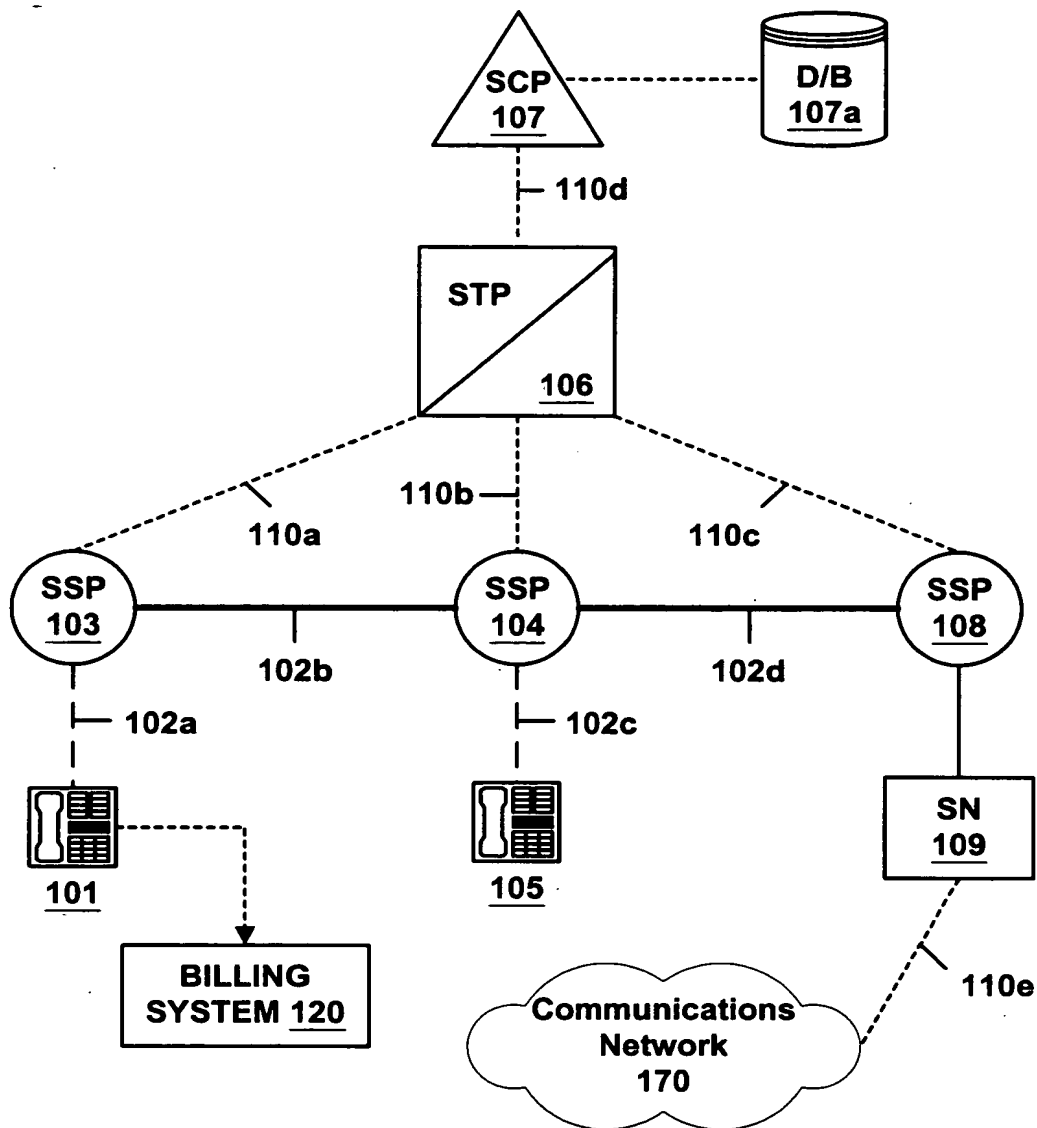 SCP
107
D/B
107a
110d
STP
106
110a
110b
110c
SSP
103
SSP
104
SSP
108
102b
102d
102a
102c
101
105
SN
109
BILLING
SYSTEM 120
110e
Communications
Network
170